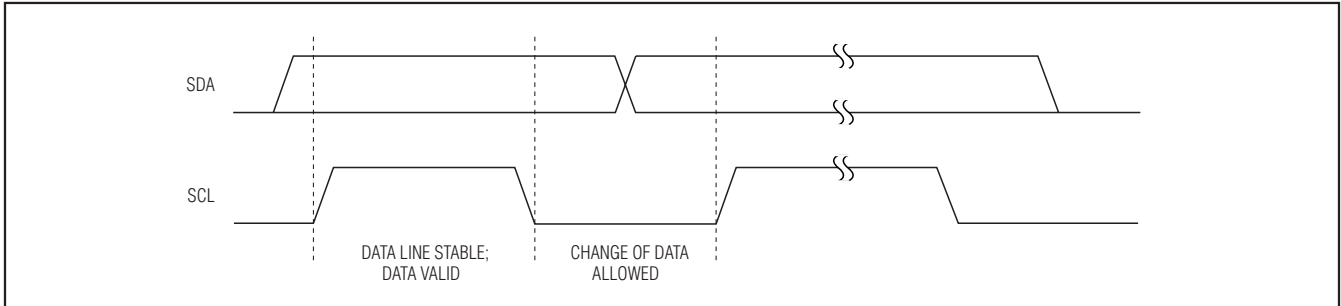 SDA
SCL
DATA LINE STABLE;
DATA VALID
CHANGE OF DATA
ALLOWED